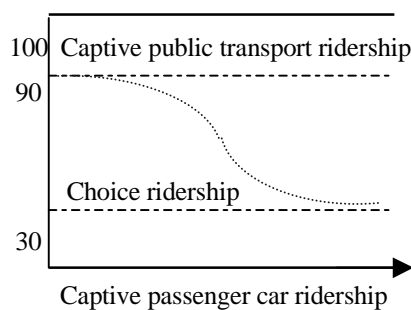 100
Captive public transport ridership
90
Choice ridership
30
Captive passenger car ridership